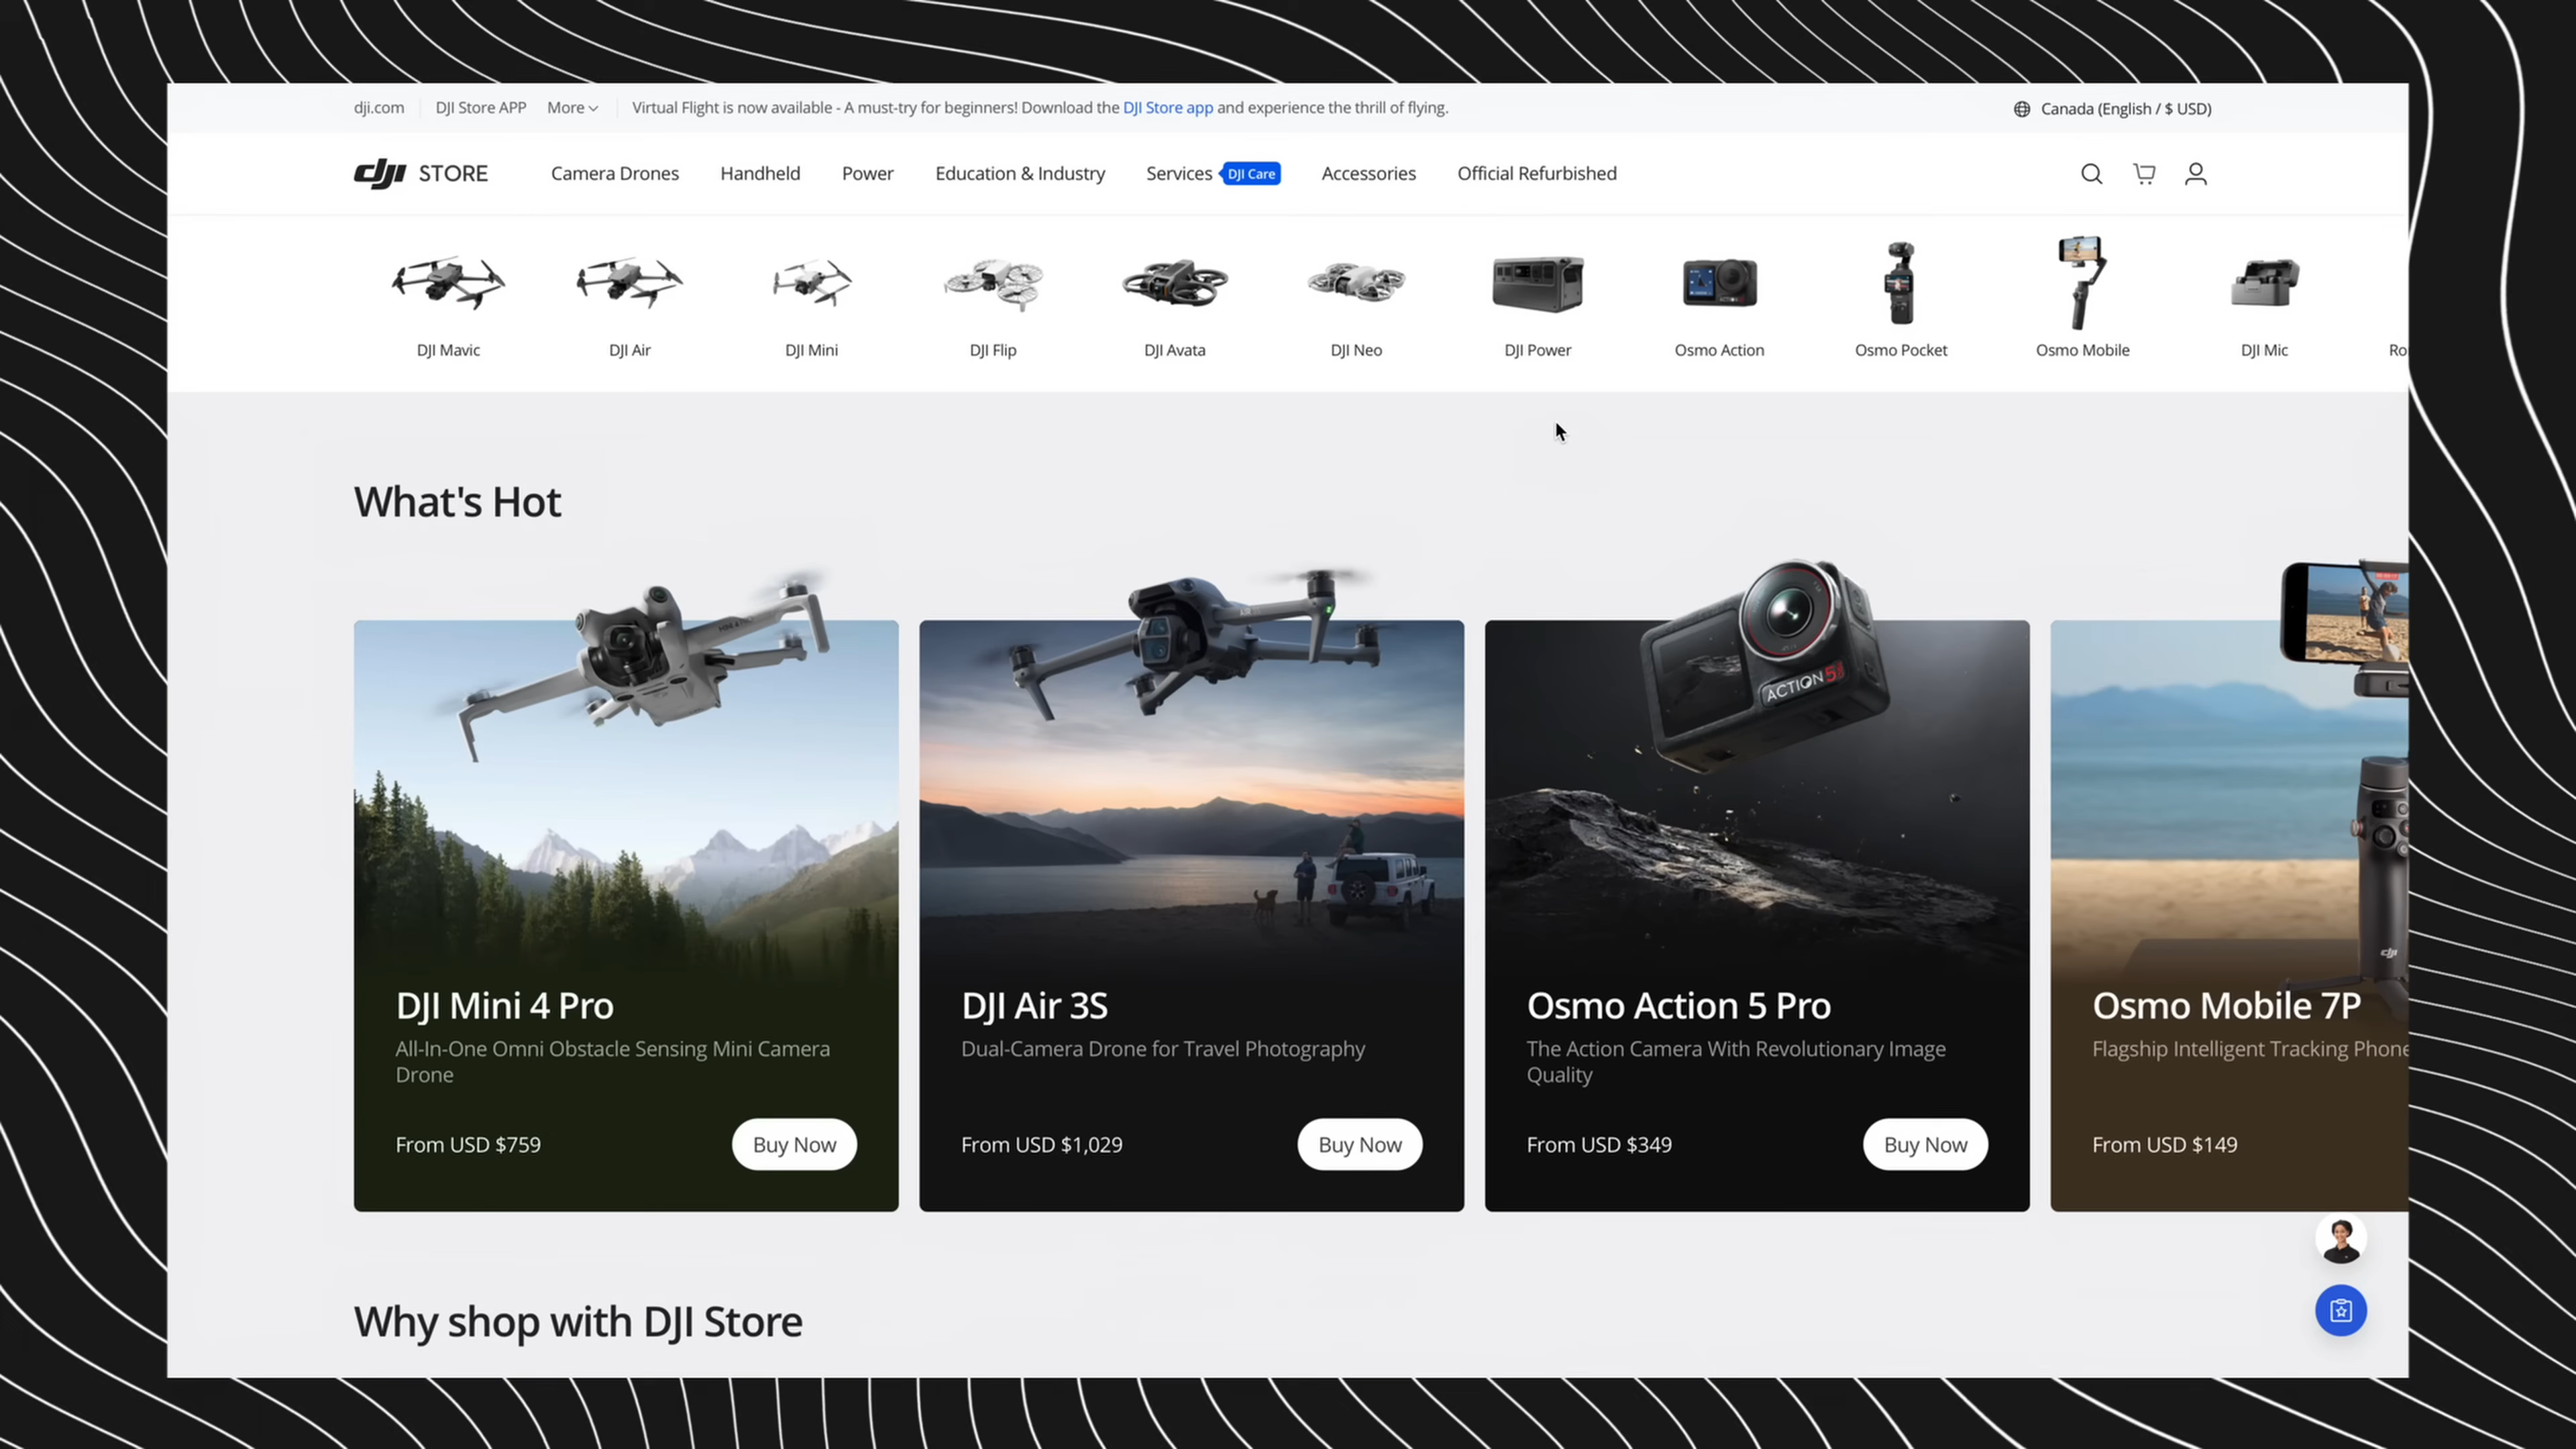 dji.com
DJI Store APP
More
Virtual Flight is now available - A must-try for beginners! Download the DJI Store app and experience the thrill of flying.
Canada (English / $ USD)
dji STORE
Camera Drones
Handheld
Power
Education & Industry
Services
DJI Care
Accessories
Official Refurbished
DJI Mavic
DJI Air
DJI Mini
DJI Flip
DJI Avata
DJI Neo
DJI Power
Osmo Action
Osmo Pocket
Osmo Mobile
DJI Mic
Ro
What's Hot
ACTION 5
DJI Mini 4 Pro
All-In-One Omni Obstacle Sensing Mini Camera
Drone
From USD $759
Buy Now
DJI Air 3S
Dual-Camera Drone for Travel Photography
From USD $1,029
Buy Now
Osmo Action 5 Pro
The Action Camera With Revolutionary Image
Quality
From USD $349
Buy Now
dji
Osmo Mobile 7P
Flagship Intelligent Tracking Phone
From USD $149
Why shop with DJI Store